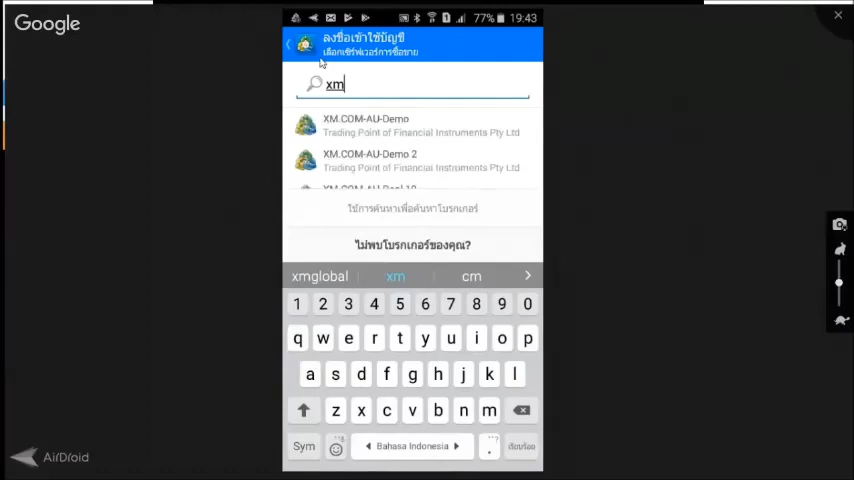 Google
77% 19:43
ลงชื่อเข้าใช้บัญชี
เลือกเซิร์ฟเวอร์การซื้อขาย
xm
XM.COM-AU-Demo
Trading Point of Financial Instruments Pty Ltd
XM.COM-AU-Demo 2
Trading Point of Financial Instruments Pty Ltd
XM.COM-AU-Real 10
ใช้การค้นหาเพื่อค้นหาโบรกเกอร์
ไม่พบโบรกเกอร์ของคุณ?
xmglobal xm cm
1 2 3 4 5 6 7 8 9 0
q w e r t y u i o p
a s d f g h j k l
z x c v b n m
Sym Bahasa Indonesia . เรียบร้อย
AirDroid